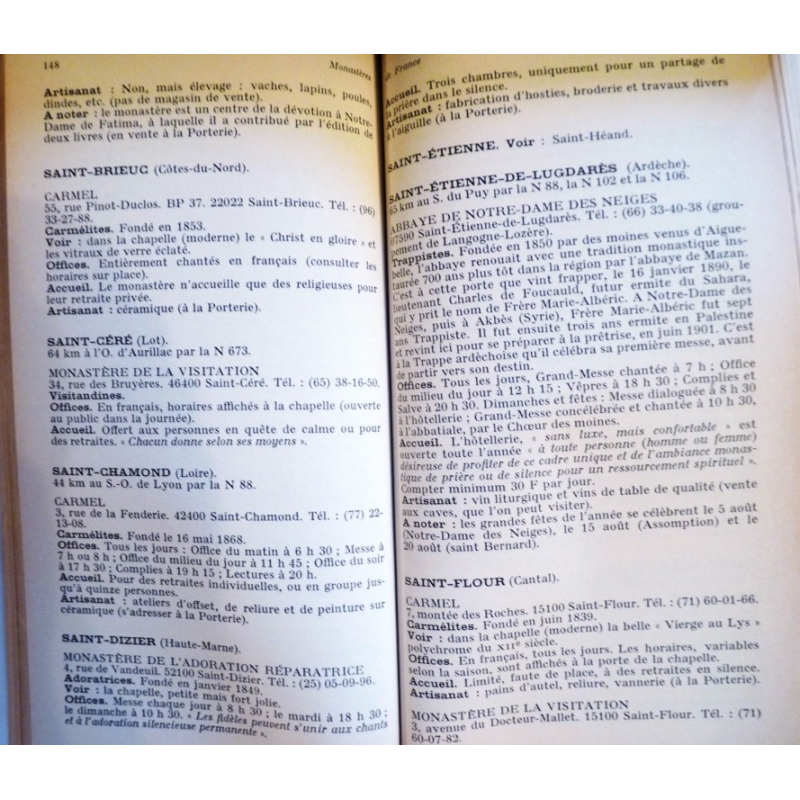 148
Monastères
Artisanat : Non, mais élevage : vaches, lapins, poules,
dindes, etc. (pas de magasin de vente).
A noter : le monastère est un centre de la dévotion à Notre-
Dame de Fatima, à laquelle il a contribué par l'édition de
deux livres (en vente à la Porterie).
SAINT-BRIEUC (Côtes-du-Nord).
CARMEL
55, rue Pinot-Duclos. BP 37. 22022 Saint-Brieuc. Tél. : (96)
33-27-88.
Carmélites. Fondé en 1853.
Voir : dans la chapelle (moderne) le « Christ en gloire » et
les vitraux de verre éclaté.
Offices. Entièrement chantés en français (consulter les
horaires sur place).
Accueil. Le monastère n'accueille que des religieuses pour
leur retraite privée.
Artisanat : céramique (à la Porterie).
SAINT-CÉRÉ (Lot).
64 km à l'O. d'Aurillac par la N 673.
MONASTÈRE DE LA VISITATION
34, rue des Bruyères. 46400 Saint-Céré. Tél. : (65) 38-16-50.
Visitandines.
Offices. En français, horaires affichés à la chapelle (ouverte
au public dans la journée).
Accueil. Offert aux personnes en quête de calme ou pour
des retraites. « Chacun donne selon ses moyens ».
SAINT-CHAMOND (Loire).
44 km au S.-O. de Lyon par la N 88.
CARMEL
3, rue de la Fenderie. 42400 Saint-Chamond. Tél. : (77) 22-
13-08.
Carmélites. Fondé le 16 mai 1868.
Offices. Tous les jours : Office du matin à 6 h 30 ; Messe à
7 h ou 8 h ; Office du milieu du jour à 11 h 45 ; Office du soir
à 17 h 30 ; Complies à 19 h 15 ; Lectures à 20 h.
Accueil. Pour des retraites individuelles, ou en groupe jus-
qu'à quinze personnes.
Artisanat : ateliers d'offset, de reliure et de peinture sur
céramique (s'adresser à la Porterie).
SAINT-DIZIER (Haute-Marne).
MONASTÈRE DE L'ADORATION RÉPARATRICE
4, rue de Vandeuil. 52100 Saint-Dizier. Tél. : (25) 05-09-96.
Adoratrices. Fondé en janvier 1849.
Voir : la chapelle, petite mais fort jolie.
Offices. Messe chaque jour à 8 h 30 ; le mardi à 18 h 30 ;
le dimanche à 10 h 30. « Les fidèles peuvent s'unir aux chants
et à l'adoration silencieuse permanente ».
de France
Accueil. Trois chambres, uniquement pour un partage de
la prière dans le silence.
Artisanat : fabrication d'hosties, broderie et travaux divers
à l'aiguille (à la Porterie).
SAINT-ÉTIENNE. Voir : Saint-Héand.
SAINT-ÉTIENNE-DE-LUGDARÈS (Ardèche).
65 km au S. du Puy par la N 88, la N 102 et la N 106.
ABBAYE DE NOTRE-DAME DES NEIGES
07590 Saint-Étienne-de-Lugdarès. Tél. : (66) 33-40-38 (grou-
pement de Langogne-Lozère).
Trappistes. Fondée en 1850 par des moines venus d'Aigue-
belle, l'abbaye renouait avec une tradition monastique ins-
taurée 700 ans plus tôt dans la région par l'abbaye de Mazan.
C'est à cette porte que vint frapper, le 16 janvier 1890, le
lieutenant Charles de Foucauld, futur ermite du Sahara,
qui y prit le nom de Frère Marie-Albéric. A Notre-Dame des
Neiges, puis à Akbès (Syrie), Frère Marie-Albéric fut sept
ans Trappiste. Il fut ensuite trois ans ermite en Palestine
et revint ici pour se préparer à la prêtrise, en juin 1901. C'est
à la Trappe ardéchoise qu'il célébra sa première messe, avant
de partir vers son destin.
Offices. Tous les jours, Grand-Messe chantée à 7 h ; Office
du milieu du jour à 12 h 15 ; Vêpres à 18 h 30 ; Complies et
Salve à 20 h 30. Dimanches et fêtes : Messe dialoguée à 8 h 30
à l'hôtellerie ; Grand-Messe concélébrée et chantée à 10 h 30,
à l'abbatiale, par le Chœur des moines.
Accueil. L'hôtellerie, « sans luxe, mais confortable » est
ouverte toute l'année « à toute personne (homme ou femme)
désireuse de profiter de ce cadre unique et de l'ambiance monas-
tique de prière ou de silence pour un ressourcement spirituel ».
Compter minimum 30 F par jour.
Artisanat : vin liturgique et vins de table de qualité (vente
aux caves, que l'on peut visiter).
A noter : les grandes fêtes de l'année se célèbrent le 5 août
(Notre-Dame des Neiges), le 15 août (Assomption) et le
20 août (saint Bernard).
SAINT-FLOUR (Cantal).
CARMEL
7, montée des Roches. 15100 Saint-Flour. Tél. : (71) 60-01-66.
Carmélites. Fondé en juin 1839.
Voir : dans la chapelle (moderne) la belle « Vierge au Lys »
polychrome du XIIe siècle.
Offices. En français, tous les jours. Les horaires, variables
selon la saison, sont affichés à la porte de la chapelle.
Accueil. Limité, faute de place, à des retraites en silence.
Artisanat : pains d'autel, reliure, vannerie (à la Porterie).
MONASTÈRE DE LA VISITATION
3, avenue du Docteur-Mallet. 15100 Saint-Flour. Tél. : (71)
60-07-82.